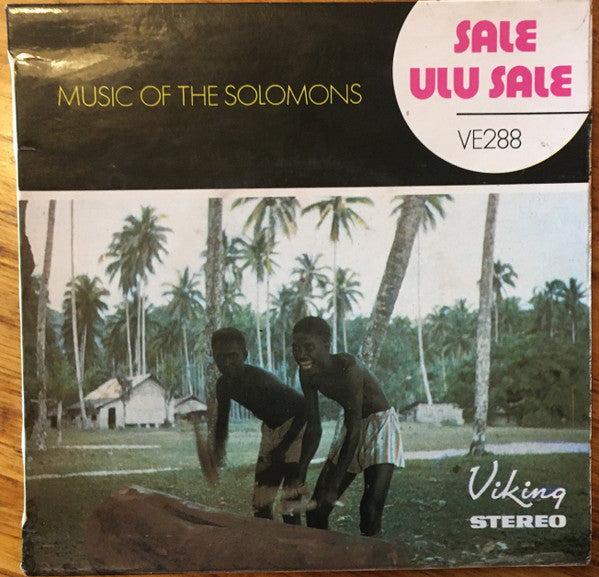 MUSIC OF THE SOLOMONS
SALE
ULU SALE
VE288
Viking
STEREO